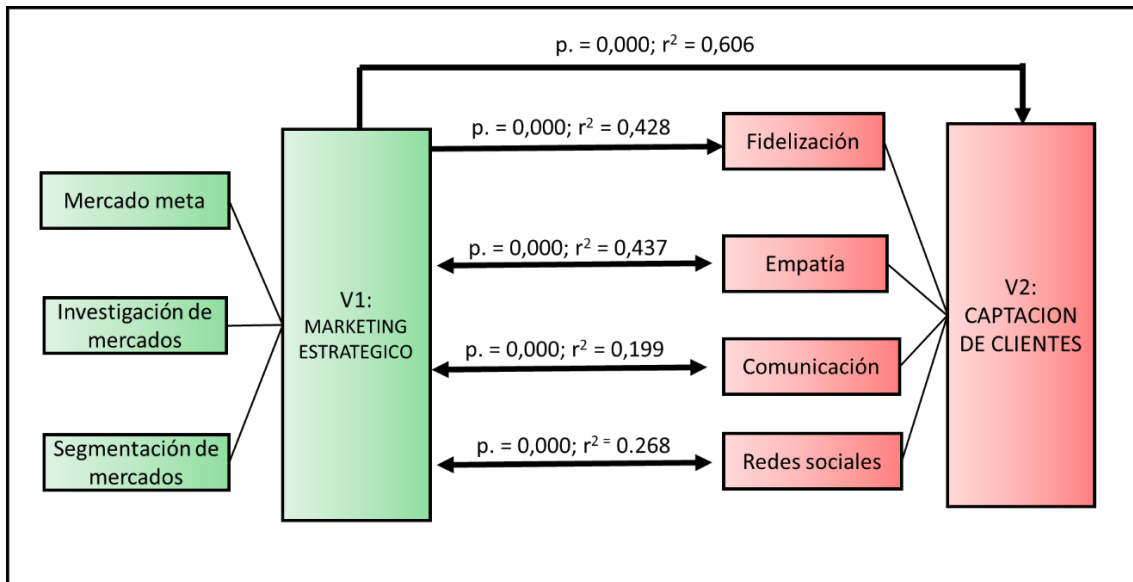 p. = 0,000; r² = 0,606
p. = 0,000; r² = 0,428
Fidelización
Mercado meta
p. = 0,000; r² = 0,437
Empatía
Investigación de
mercados
V1:
MARKETING
ESTRATEGICO
V2:
CAPTACION
DE CLIENTES
p. = 0,000; r² = 0,199
Comunicación
Segmentación de
mercados
p. = 0,000; r² ⁼ 0.268
Redes sociales